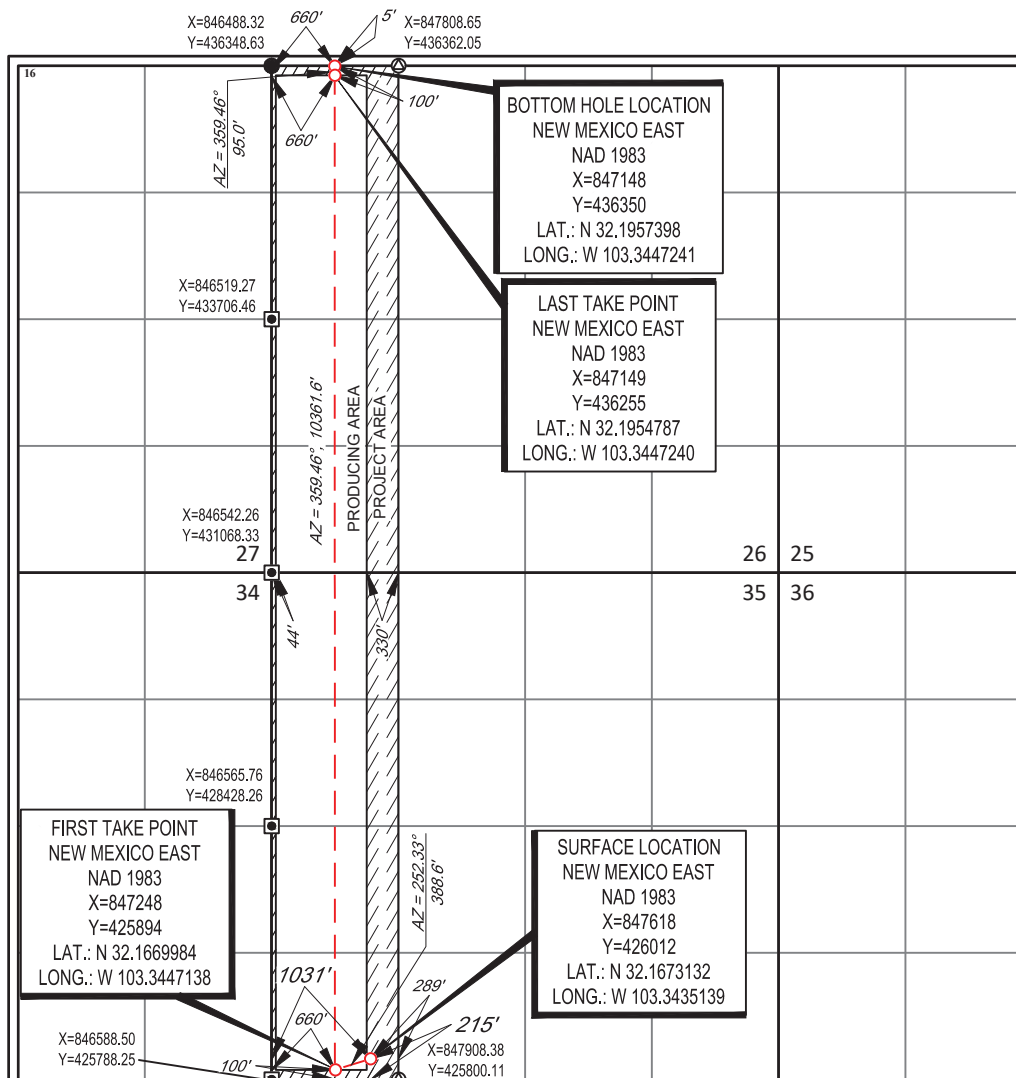 X=846488.32
Y=436348.63
660'
5'
X=847808.65
Y=436362.05
16
AZ = 359.46°
95.0'
660'
100'
BOTTOM HOLE LOCATION
NEW MEXICO EAST
NAD 1983
X=847148
Y=436350
LAT.: N 32.1957398
LONG.: W 103.3447241
X=846519.27
Y=433706.46
LAST TAKE POINT
NEW MEXICO EAST
NAD 1983
X=847149
Y=436255
LAT.: N 32.1954787
LONG.: W 103.3447240
AZ = 359.46°, 10361.6'
PRODUCING AREA
PROJECT AREA
X=846542.26
Y=431068.33
27
26
25
34
35
36
44'
330'
X=846565.76
Y=428428.26
FIRST TAKE POINT
NEW MEXICO EAST
NAD 1983
X=847248
Y=425894
LAT.: N 32.1669984
LONG.: W 103.3447138
AZ = 252.33°
388.6'
SURFACE LOCATION
NEW MEXICO EAST
NAD 1983
X=847618
Y=426012
LAT.: N 32.1673132
LONG.: W 103.3435139
1031'
289'
660'
215'
X=846588.50
Y=425788.25
100'
X=847908.38
Y=425800.11